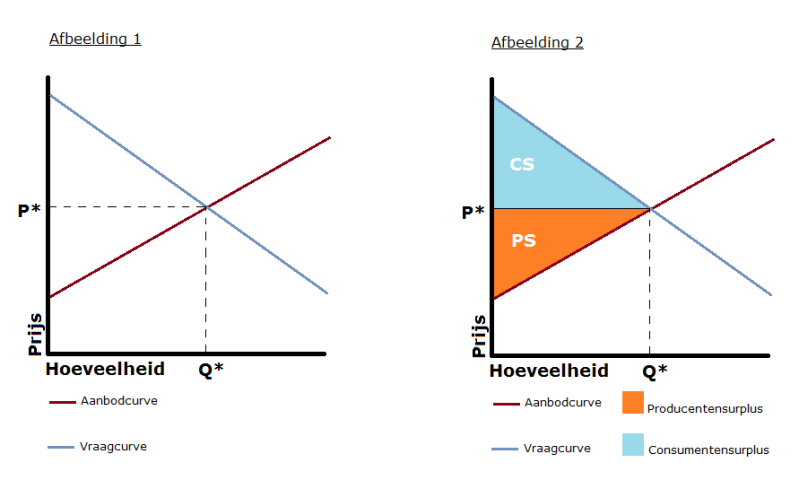 Afbeelding 1
P*
Prijs
Hoeveelheid
Q*
Aanbodcurve
Vraagcurve
Afbeelding 2
CS
P*
PS
Prijs
Hoeveelheid
Q*
Aanbodcurve
Producentensurplus
Vraagcurve
Consumentensurplus